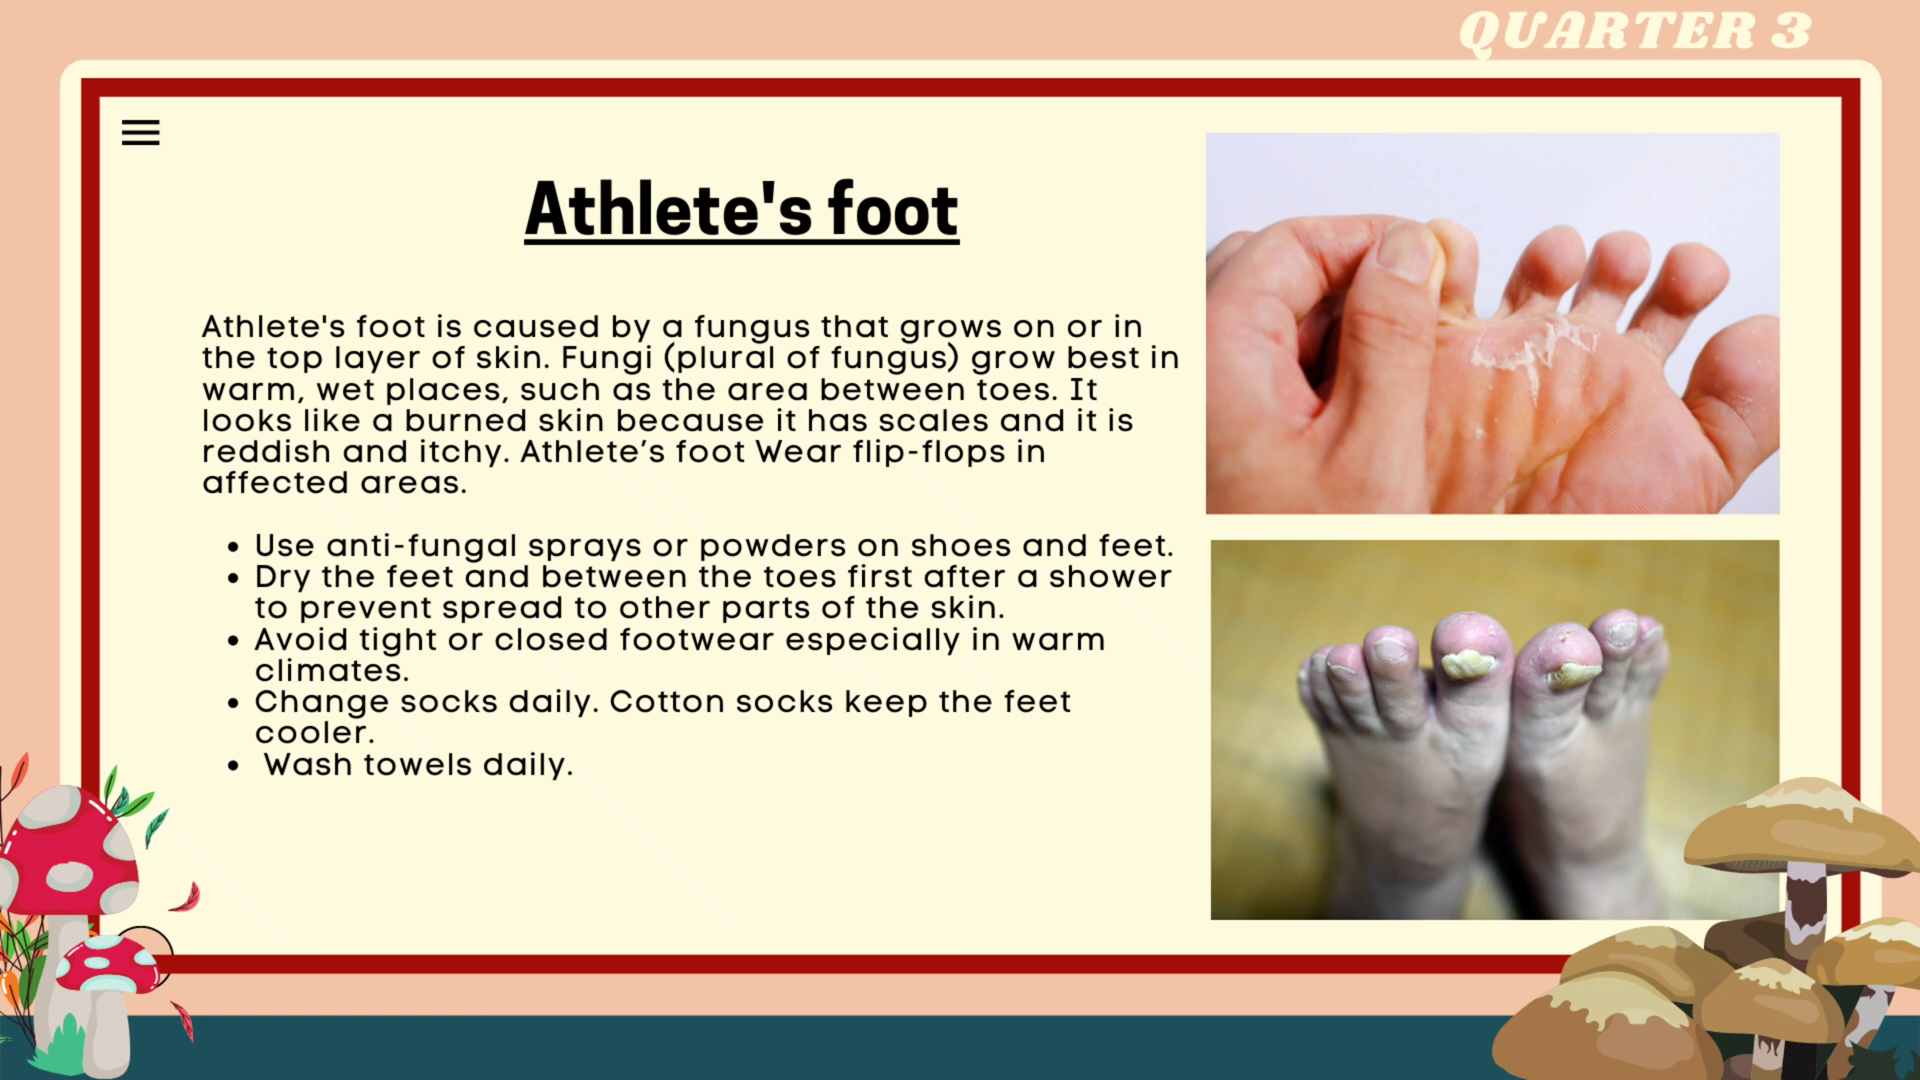 QUARTER 3
Athlete's foot
Athlete's foot is caused by a fungus that grows on or in
the top layer of skin. Fungi (plural of fungus) grow best in
warm, wet places, such as the area between toes. It
looks like a burned skin because it has scales and it is
reddish and itchy. Athlete’s foot Wear flip-flops in
affected areas.
• Use anti-fungal sprays or powders on shoes and feet.
• Dry the feet and between the toes first after a shower
to prevent spread to other parts of the skin.
• Avoid tight or closed footwear especially in warm
climates.
• Change socks daily. Cotton socks keep the feet
cooler.
• Wash towels daily.